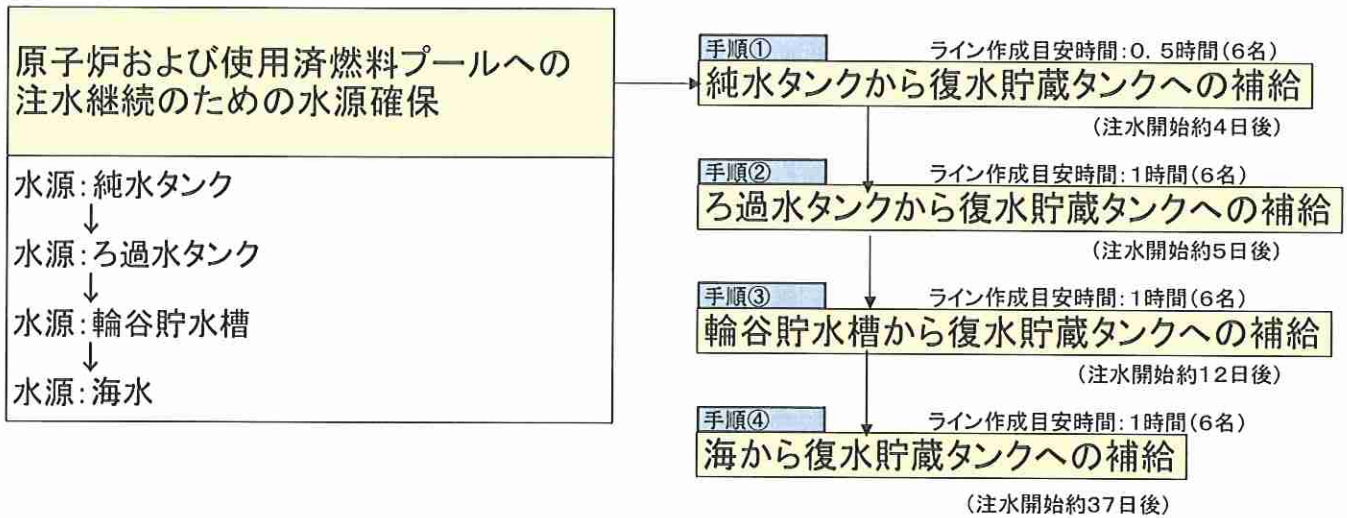 原子炉および使用済燃料プールへの
注水継続のための水源確保
水源:純水タンク
↓
水源:ろ過水タンク
↓
水源:輪谷貯水槽
↓
水源:海水
手順① ライン作成目安時間:0.5時間(6名)
純水タンクから復水貯蔵タンクへの補給
(注水開始約4日後)
手順② ライン作成目安時間:1時間(6名)
ろ過水タンクから復水貯蔵タンクへの補給
(注水開始約5日後)
手順③ ライン作成目安時間:1時間(6名)
輪谷貯水槽から復水貯蔵タンクへの補給
(注水開始約12日後)
手順④ ライン作成目安時間:1時間(6名)
海から復水貯蔵タンクへの補給
(注水開始約37日後)